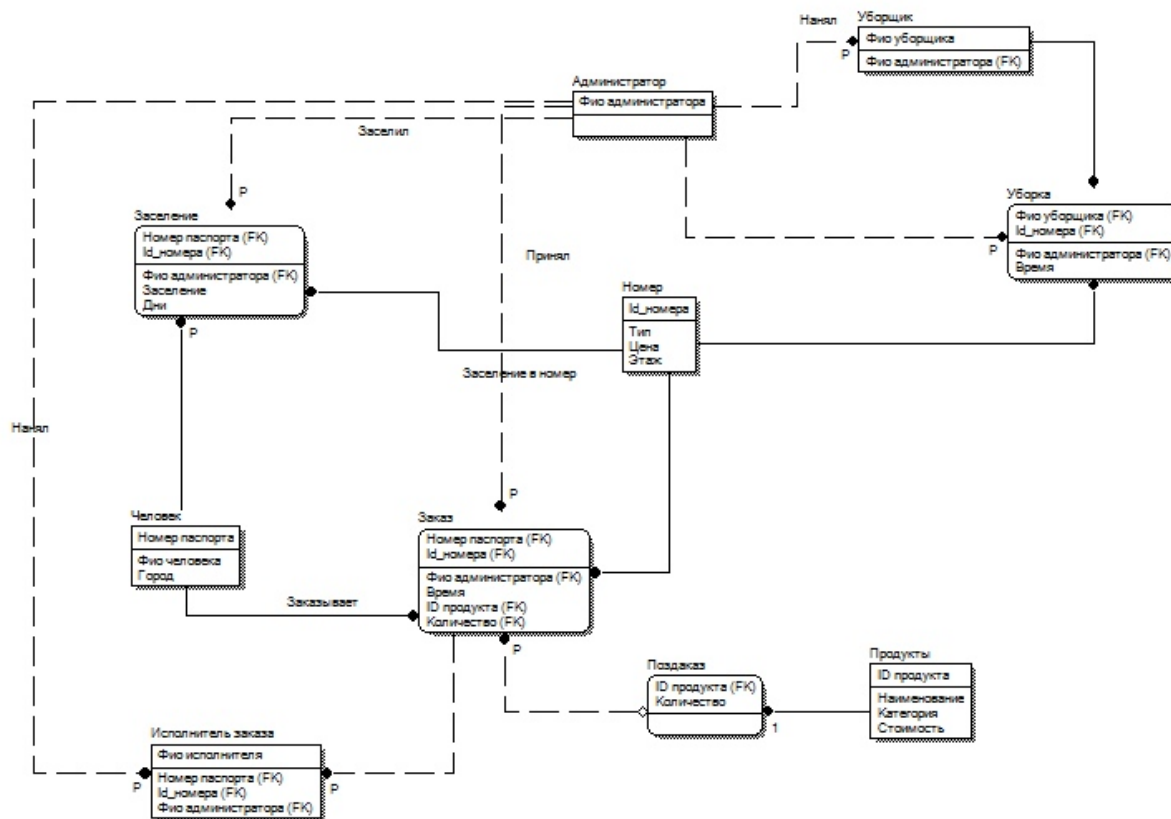 Нанял
Уборщик
Фио уборщика
Фио администратора (FK)
P
Администратор
Фио администратора
Заселил
P
Заселение
Номер паспорта (FK)
Id_номера (FK)
Фио администратора (FK)
Заселение
Дни
P
Уборка
Фио уборщика (FK)
Id_номера (FK)
Фио администратора (FK)
Время
P
Принял
Номер
Id_номера
Тип
Цена
Этаж
Заселение в номер
Нанял
P
Человек
Номер паспорта
Фио человека
Город
Заказывает
Заказ
Номер паспорта (FK)
Id_номера (FK)
Фио администратора (FK)
Время
ID продукта (FK)
Количество (FK)
P
Поздаказ
ID продукта (FK)
Количество
1
Продукты
ID продукта
Наименование
Категория
Стоимость
Исполнитель заказа
Фио исполнителя
Номер паспорта (FK)
Id_номера (FK)
Фио администратора (FK)
P
P